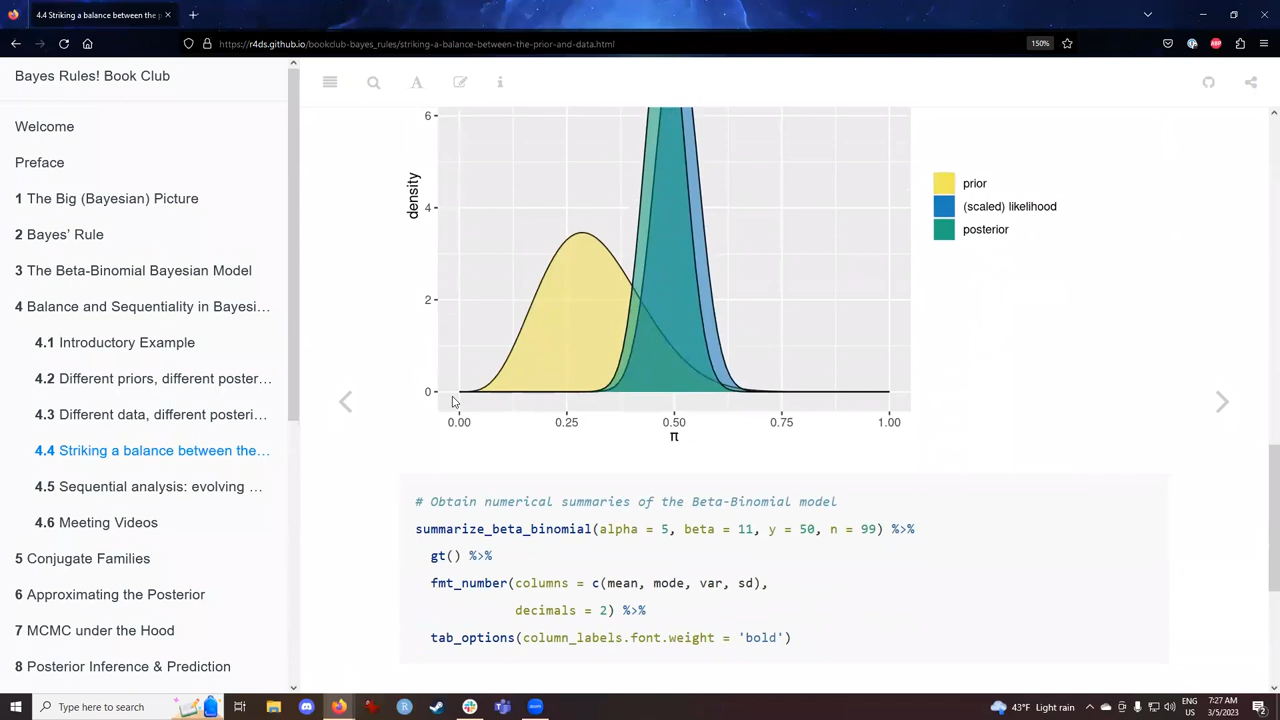 4.4 Striking a balance between the p
https://r4ds.github.io/bookclub-bayes_rules/striking-a-balance-between-the-prior-and-data.html
150%
Bayes Rules! Book Club
Welcome
Preface
1 The Big (Bayesian) Picture
2 Bayes' Rule
3 The Beta-Binomial Bayesian Model
4 Balance and Sequentiality in Bayesi...
4.1 Introductory Example
4.2 Different priors, different poster...
4.3 Different data, different posteri...
4.4 Striking a balance between the...
4.5 Sequential analysis: evolving ...
4.6 Meeting Videos
5 Conjugate Families
6 Approximating the Posterior
7 MCMC under the Hood
8 Posterior Inference & Prediction
density
6
4
2
0
0.00 0.25 0.50 0.75 1.00
π
prior
(scaled) likelihood
posterior
# Obtain numerical summaries of the Beta-Binomial model
summarize_beta_binomial(alpha = 5, beta = 11, y = 50, n = 99) %>%
gt() %>%
fmt_number(columns = c(mean, mode, var, sd),
decimals = 2) %>%
tab_options(column_labels.font.weight = 'bold')
Type here to search
43°F Light rain
ENG
US
7:27 AM
3/5/2023